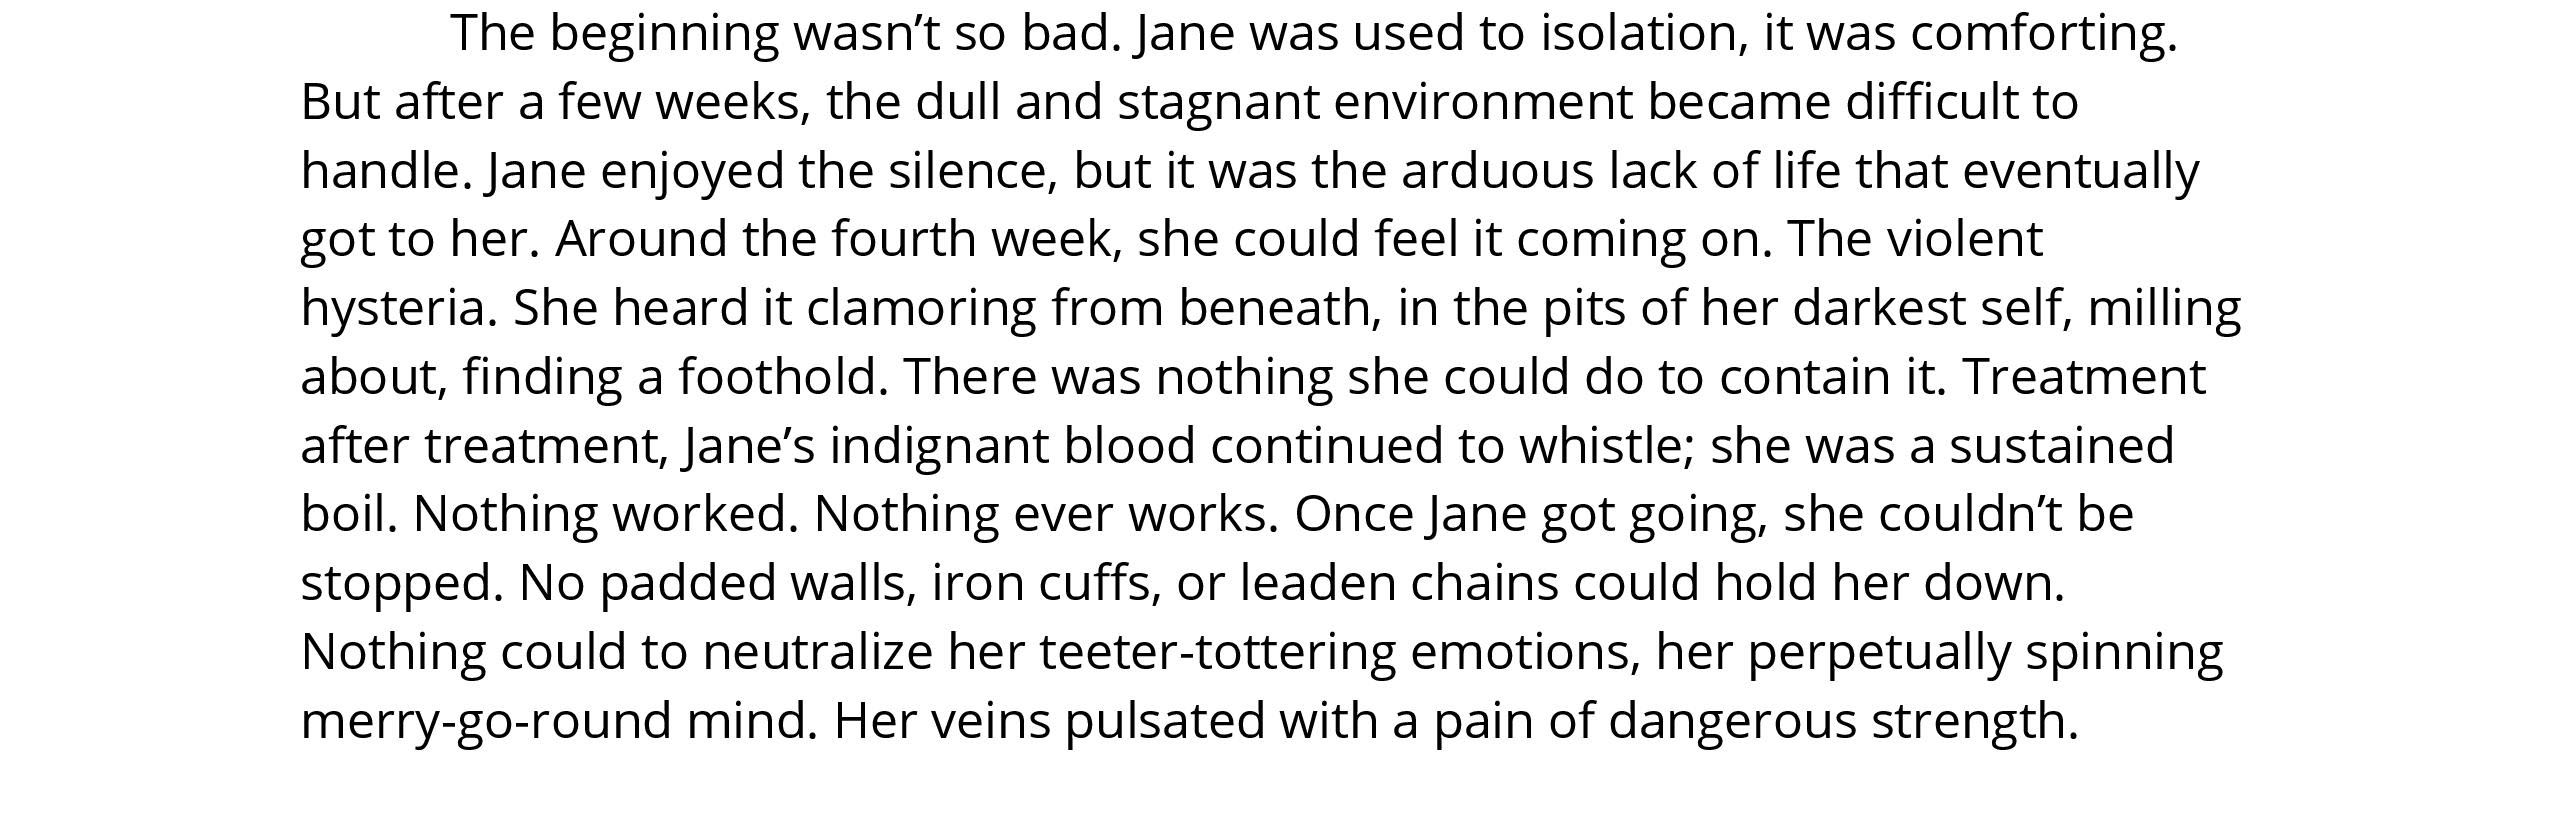 The beginning wasn’t so bad. Jane was used to isolation, it was comforting.
But after a few weeks, the dull and stagnant environment became difficult to
handle. Jane enjoyed the silence, but it was the arduous lack of life that eventually
got to her. Around the fourth week, she could feel it coming on. The violent
hysteria. She heard it clamoring from beneath, in the pits of her darkest self, milling
about, finding a foothold. There was nothing she could do to contain it. Treatment
after treatment, Jane’s indignant blood continued to whistle; she was a sustained
boil. Nothing worked. Nothing ever works. Once Jane got going, she couldn’t be
stopped. No padded walls, iron cuffs, or leaden chains could hold her down.
Nothing could to neutralize her teeter-tottering emotions, her perpetually spinning
merry-go-round mind. Her veins pulsated with a pain of dangerous strength.